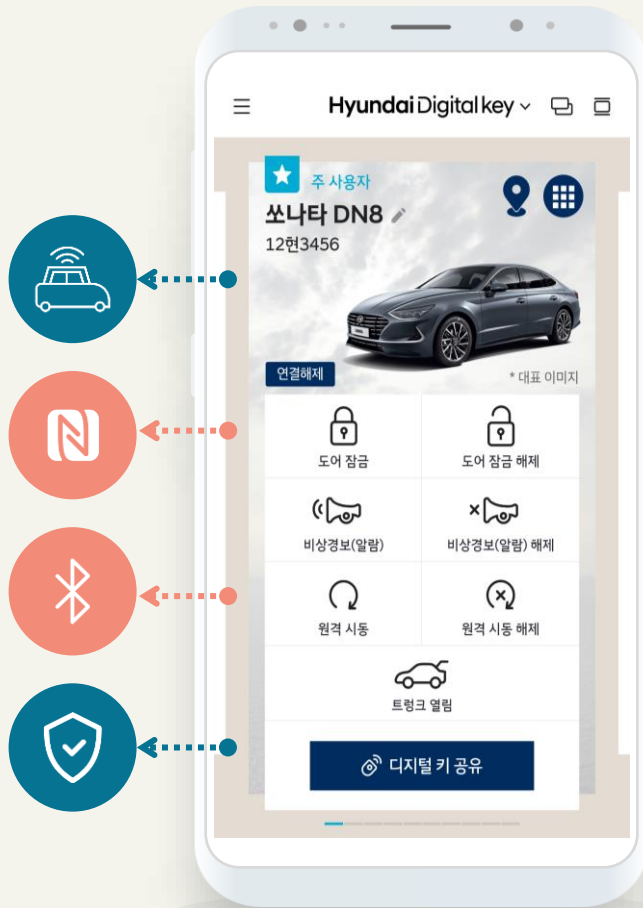 Hyundai Digital key
주 사용자
쏘나타 DN8
12현3456
연결해제
* 대표 이미지
도어 잠금
도어 잠금 해제
비상경보(알람)
비상경보(알람) 해제
원격 시동
원격 시동 해제
트렁크 열림
디지털 키 공유